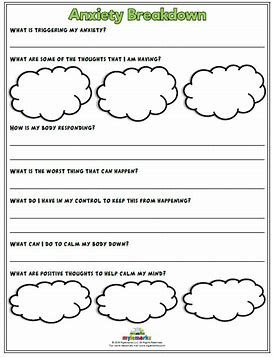 Anxiety Breakdown
WHAT IS TRIGGERING MY ANXIETY?
WHAT ARE SOME OF THE THOUGHTS THAT I AM HAVING?
HOW IS MY BODY RESPONDING?
WHAT IS THE WORST THING THAT CAN HAPPEN?
WHAT DO I HAVE IN MY CONTROL TO KEEP THIS FROM HAPPENING?
WHAT CAN I DO TO CALM MY BODY DOWN?
WHAT ARE POSITIVE THOUGHTS TO HELP CALM MY MIND?
mylemarks